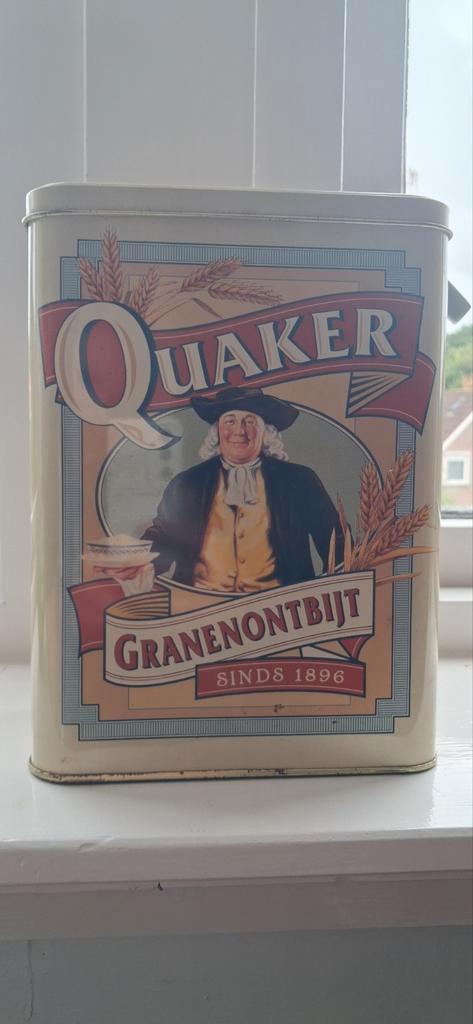 QUAKER
GRANENONTBIJT
SINDS 1896